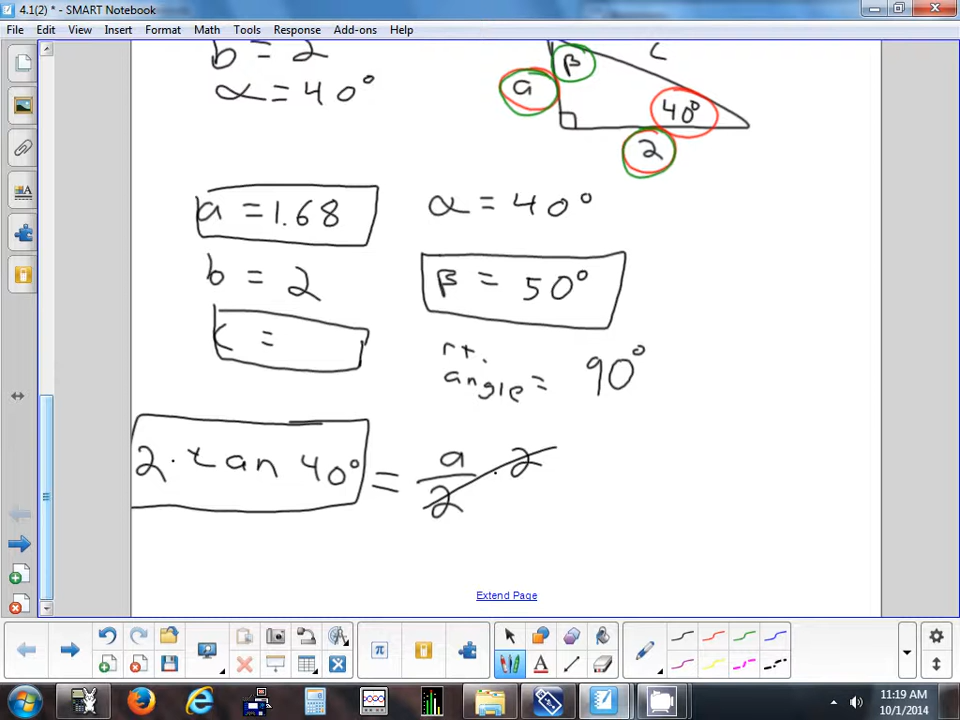 4.1(2) * - SMART Notebook
File Edit View Insert Format Math Tools Response Add-ons Help
b = 2
α = 40°
β
c
a
40°
2
a = 1.68
α = 40°
b = 2
β = 50°
c =
rt.
angle = 90°
2 · tan 40° = a/2 · 2
Extend Page
11:19 AM
10/1/2014